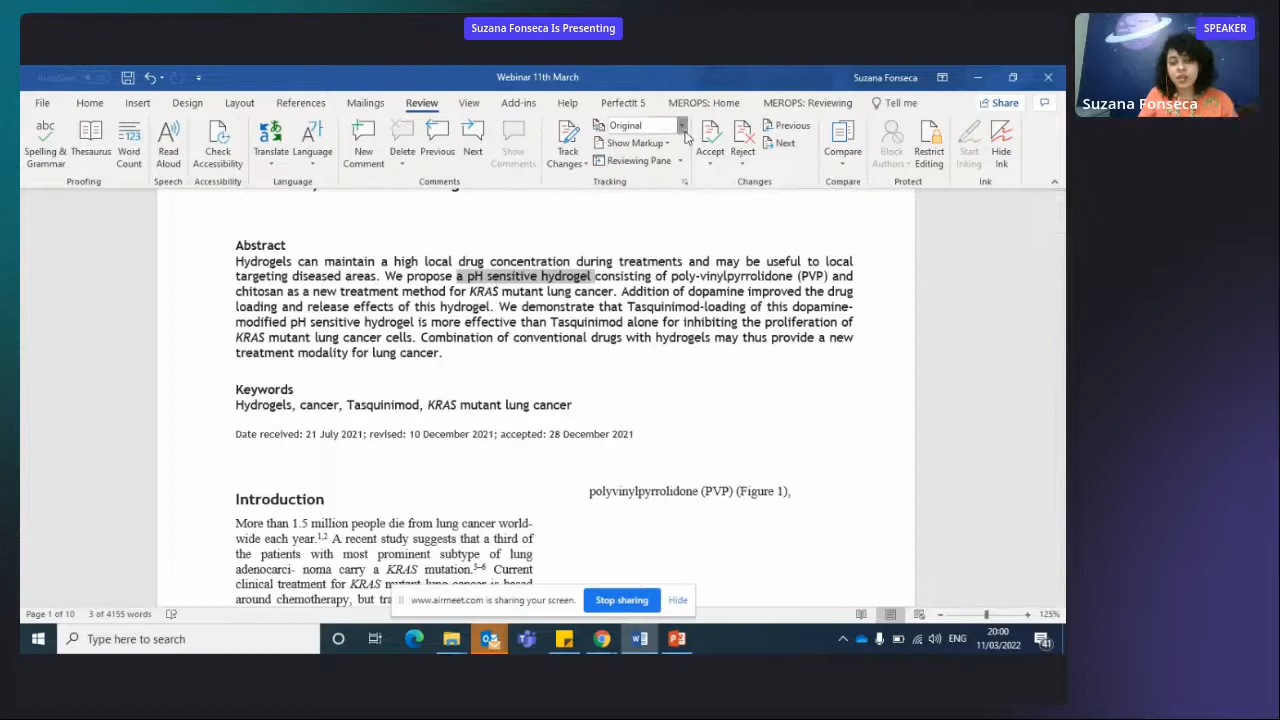 Suzana Fonseca Is Presenting
SPEAKER
Suzana Fonseca
AutoSave
Webinar 11th March
Suzana Fonseca
File Home Insert Design Layout References Mailings Review View Add-ins Help PerfectIt 5 MEROPS: Home MEROPS: Reviewing Tell me Share
abc
123
Spelling & Grammar
Thesaurus
Word Count
Read Aloud
Check Accessibility
Translate
Language
New Comment
Delete
Previous
Next
Show Comments
Track Changes
Original
Show Markup
Reviewing Pane
Accept
Reject
Previous
Next
Compare
Block Authors
Restrict Editing
Start Inking
Hide Ink
Proofing Speech Accessibility Language Comments Tracking Changes Compare Protect Ink
Abstract
Hydrogels can maintain a high local drug concentration during treatments and may be useful to local
targeting diseased areas. We propose a pH sensitive hydrogel consisting of poly-vinylpyrrolidone (PVP) and
chitosan as a new treatment method for KRAS mutant lung cancer. Addition of dopamine improved the drug
loading and release effects of this hydrogel. We demonstrate that Tasquinimod-loading of this dopamine-
modified pH sensitive hydrogel is more effective than Tasquinimod alone for inhibiting the proliferation of
KRAS mutant lung cancer cells. Combination of conventional drugs with hydrogels may thus provide a new
treatment modality for lung cancer.
Keywords
Hydrogels, cancer, Tasquinimod, KRAS mutant lung cancer
Date received: 21 July 2021; revised: 10 December 2021; accepted: 28 December 2021
Introduction
More than 1.5 million people die from lung cancer world-
wide each year.1,2 A recent study suggests that a third of
the patients with most prominent subtype of lung
adenocarci- noma carry a KRAS mutation.3–6 Current
clinical treatment for KRAS mutant lung cancer is based
around chemotherapy, but
polyvinylpyrrolidone (PVP) (Figure 1),
www.airmeet.com is sharing your screen. Stop sharing Hide
Page 1 of 10 3 of 4155 words 125%
Type here to search
ENG
20:00
11/03/2022
41